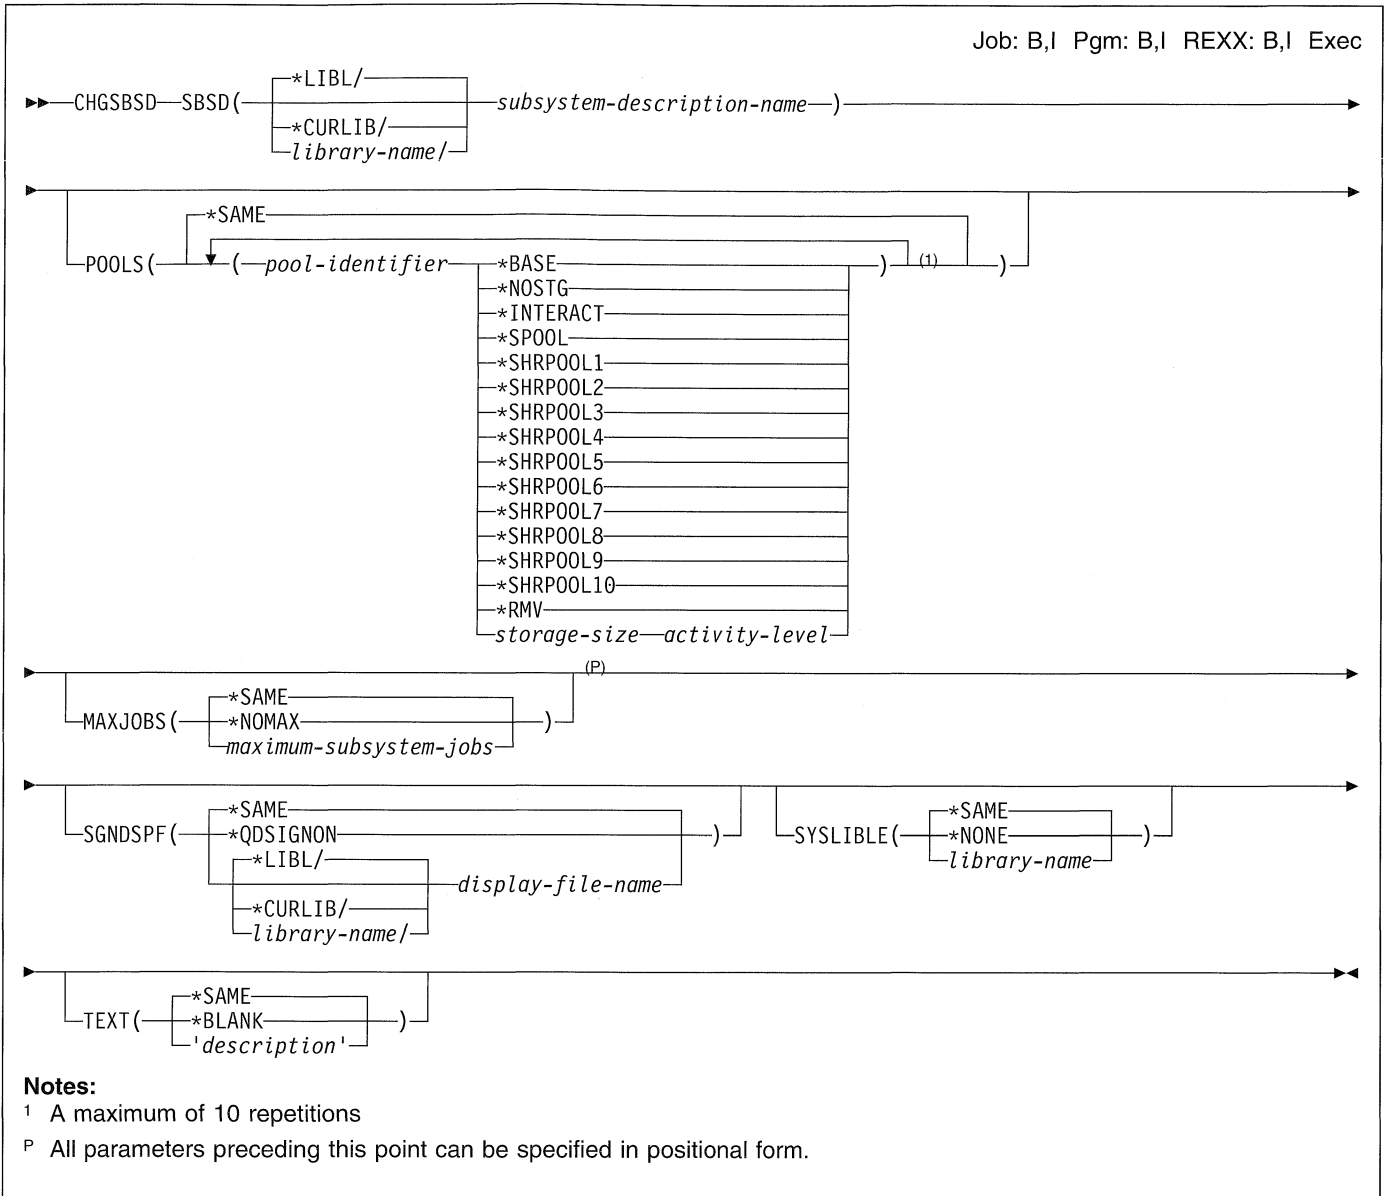 Job: B,I Pgm: B,I REXX: B,I Exec
*LIBL/
CHGSBSD SBSD( subsystem-description-name )
*CURLIB/
library-name/
*SAME
POOLS( ( pool-identifier *BASE ) (1) )
*NOSTG
*INTERACT
*SPOOL
*SHRPOOL1
*SHRPOOL2
*SHRPOOL3
*SHRPOOL4
*SHRPOOL5
*SHRPOOL6
*SHRPOOL7
*SHRPOOL8
*SHRPOOL9
*SHRPOOL10
*RMV
storage-size activity-level
(P)
*SAME
MAXJOBS( *NOMAX )
maximum-subsystem-jobs
*SAME *SAME
SGNDSPF( *QDSIGNON ) SYSLIBLE( *NONE )
*LIBL/ library-name
display-file-name
*CURLIB/
library-name/
*SAME
TEXT( *BLANK )
'description'
Notes:
1 A maximum of 10 repetitions
P All parameters preceding this point can be specified in positional form.